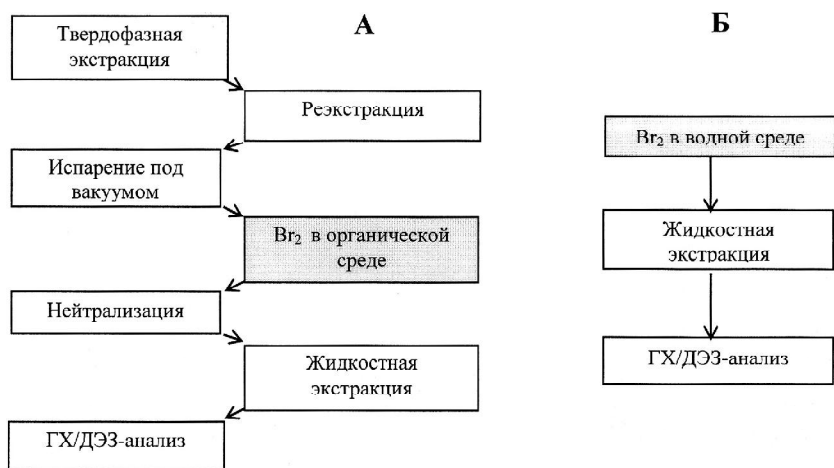 А
Твердофазная
экстракция
Реэкстракция
Испарение под
вакуумом
Br₂ в органической
среде
Нейтрализация
Жидкостная
экстракция
ГХ/ДЭЗ-анализ
Б
Br₂ в водной среде
Жидкостная
экстракция
ГХ/ДЭЗ-анализ